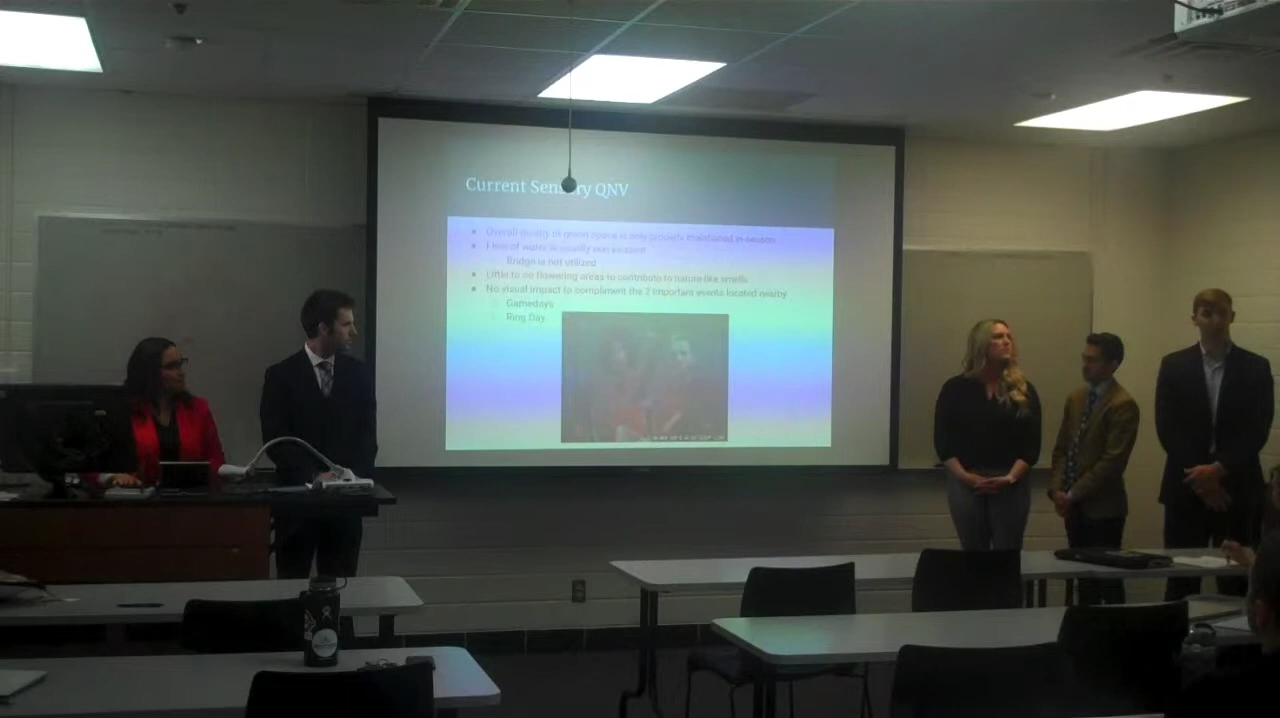 Current Sensory QNV
Overall quality of green space is only properly maintained in-season
Flow of water is usually non existent
Bridge is not utilized
Little to no flowering areas to contribute to nature-like smells
No visual impact to compliment the 2 important events located nearby
Gamedays
Ring Day